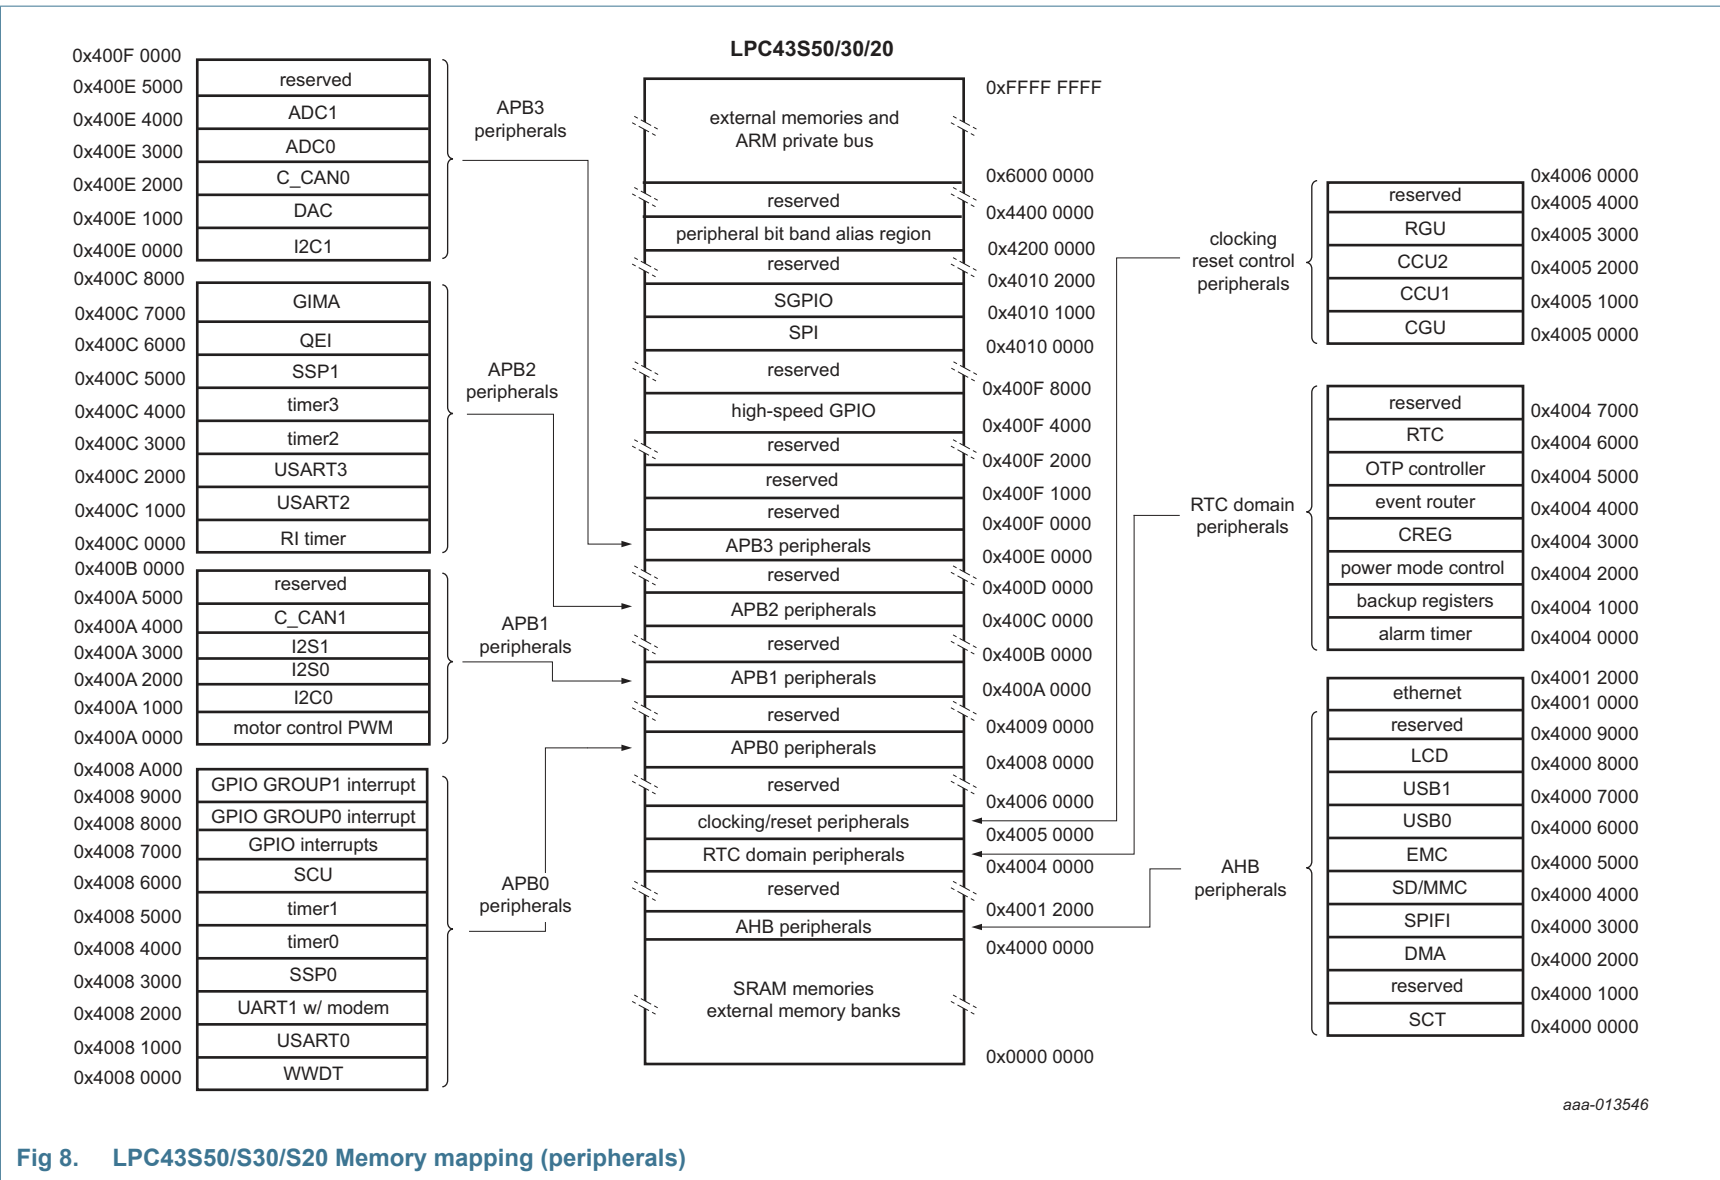 LPC43S50/30/20
0x400F 0000
reserved
0x400E 5000
ADC1
0x400E 4000
ADC0
0x400E 3000
C_CAN0
0x400E 2000
DAC
0x400E 1000
I2C1
0x400E 0000
APB3
peripherals
0x400C 8000
GIMA
0x400C 7000
QEI
0x400C 6000
SSP1
0x400C 5000
timer3
0x400C 4000
timer2
0x400C 3000
USART3
0x400C 2000
USART2
0x400C 1000
RI timer
0x400C 0000
APB2
peripherals
0x400B 0000
reserved
0x400A 5000
C_CAN1
0x400A 4000
I2S1
0x400A 3000
I2S0
0x400A 2000
I2C0
0x400A 1000
motor control PWM
0x400A 0000
APB1
peripherals
0x4008 A000
GPIO GROUP1 interrupt
0x4008 9000
GPIO GROUP0 interrupt
0x4008 8000
GPIO interrupts
0x4008 7000
SCU
0x4008 6000
timer1
0x4008 5000
timer0
0x4008 4000
SSP0
0x4008 3000
UART1 w/ modem
0x4008 2000
USART0
0x4008 1000
WWDT
0x4008 0000
APB0
peripherals
0xFFFF FFFF
external memories and
ARM private bus
0x6000 0000
reserved
0x4400 0000
peripheral bit band alias region
0x4200 0000
reserved
0x4010 2000
SGPIO
0x4010 1000
SPI
0x4010 0000
reserved
0x400F 8000
high-speed GPIO
0x400F 4000
reserved
0x400F 2000
reserved
0x400F 1000
reserved
0x400F 0000
APB3 peripherals
0x400E 0000
reserved
0x400D 0000
APB2 peripherals
0x400C 0000
reserved
0x400B 0000
APB1 peripherals
0x400A 0000
reserved
0x4009 0000
APB0 peripherals
0x4008 0000
reserved
0x4006 0000
clocking/reset peripherals
0x4005 0000
RTC domain peripherals
0x4004 0000
reserved
0x4001 2000
AHB peripherals
0x4000 0000
SRAM memories
external memory banks
0x0000 0000
clocking
reset control
peripherals
0x4006 0000
reserved
0x4005 4000
RGU
0x4005 3000
CCU2
0x4005 2000
CCU1
0x4005 1000
CGU
0x4005 0000
RTC domain
peripherals
reserved
0x4004 7000
RTC
0x4004 6000
OTP controller
0x4004 5000
event router
0x4004 4000
CREG
0x4004 3000
power mode control
0x4004 2000
backup registers
0x4004 1000
alarm timer
0x4004 0000
AHB
peripherals
0x4001 2000
ethernet
0x4001 0000
reserved
0x4000 9000
LCD
0x4000 8000
USB1
0x4000 7000
USB0
0x4000 6000
EMC
0x4000 5000
SD/MMC
0x4000 4000
SPIFI
0x4000 3000
DMA
0x4000 2000
reserved
0x4000 1000
SCT
0x4000 0000
aaa-013546
Fig 8. LPC43S50/S30/S20 Memory mapping (peripherals)